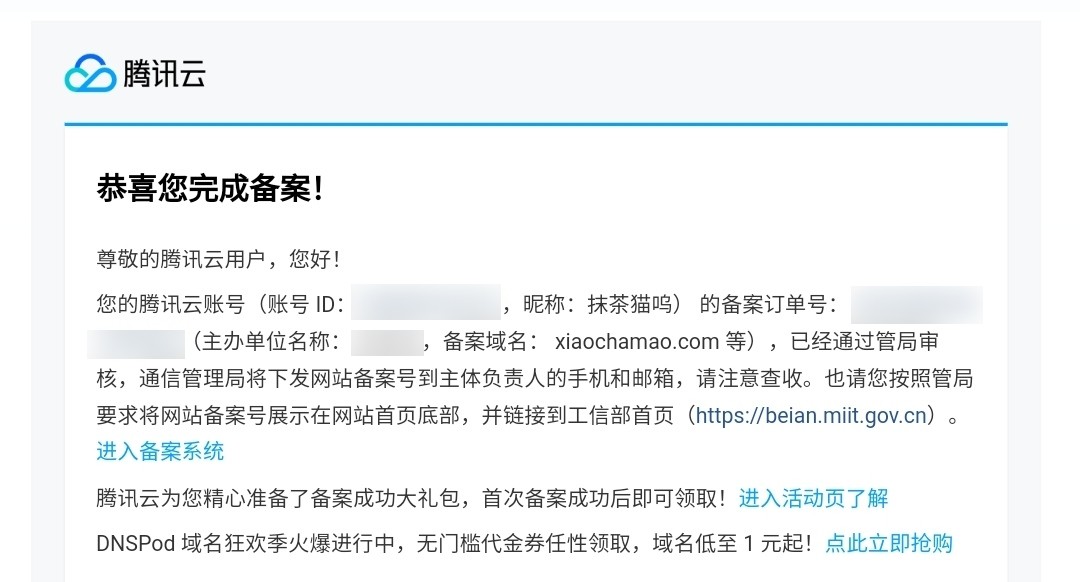 腾讯云
恭喜您完成备案！
尊敬的腾讯云用户，您好！
您的腾讯云账号（账号 ID： ，昵称：抹茶猫呜） 的备案订单号：
（主办单位名称： ，备案域名： xiaochamao.com 等），已经通过管局审
核，通信管理局将下发网站备案号到主体负责人的手机和邮箱，请注意查收。也请您按照管局
要求将网站备案号展示在网站首页底部，并链接到工信部首页（https://beian.miit.gov.cn）。
进入备案系统
腾讯云为您精心准备了备案成功大礼包，首次备案成功后即可领取！进入活动页了解
DNSPod 域名狂欢季火爆进行中，无门槛代金券任性领取，域名低至 1 元起！点此立即抢购